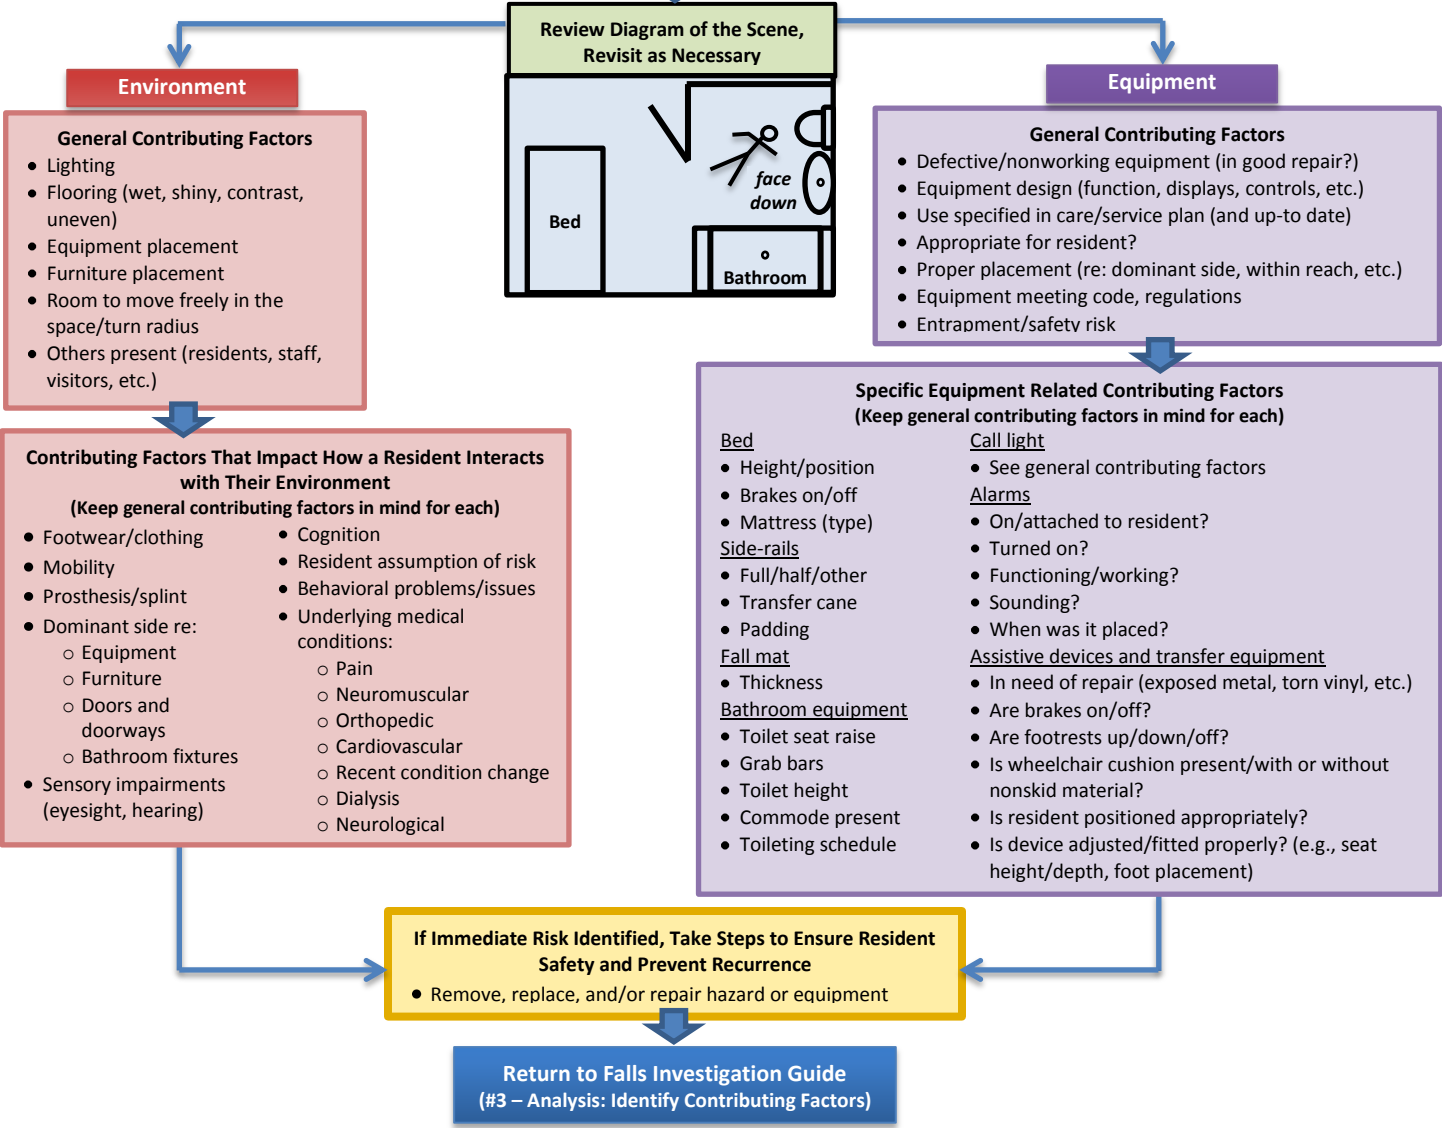 Review Diagram of the Scene,
Revisit as Necessary
Environment
General Contributing Factors
• Lighting
• Flooring (wet, shiny, contrast,
uneven)
• Equipment placement
• Furniture placement
• Room to move freely in the
space/turn radius
• Others present (residents, staff,
visitors, etc.)
Contributing Factors That Impact How a Resident Interacts
with Their Environment
(Keep general contributing factors in mind for each)
• Footwear/clothing
• Mobility
• Prosthesis/splint
• Dominant side re:
o Equipment
o Furniture
o Doors and
doorways
o Bathroom fixtures
• Sensory impairments
(eyesight, hearing)
• Cognition
• Resident assumption of risk
• Behavioral problems/issues
• Underlying medical
conditions:
o Pain
o Neuromuscular
o Orthopedic
o Cardiovascular
o Recent condition change
o Dialysis
o Neurological
face
down
Bed
Bathroom
Equipment
General Contributing Factors
• Defective/nonworking equipment (in good repair?)
• Equipment design (function, displays, controls, etc.)
• Use specified in care/service plan (and up-to date)
• Appropriate for resident?
• Proper placement (re: dominant side, within reach, etc.)
• Equipment meeting code, regulations
• Entrapment/safety risk
Specific Equipment Related Contributing Factors
(Keep general contributing factors in mind for each)
Bed
• Height/position
• Brakes on/off
• Mattress (type)
Side-rails
• Full/half/other
• Transfer cane
• Padding
Fall mat
• Thickness
Bathroom equipment
• Toilet seat raise
• Grab bars
• Toilet height
• Commode present
• Toileting schedule
Call light
• See general contributing factors
Alarms
• On/attached to resident?
• Turned on?
• Functioning/working?
• Sounding?
• When was it placed?
Assistive devices and transfer equipment
• In need of repair (exposed metal, torn vinyl, etc.)
• Are brakes on/off?
• Are footrests up/down/off?
• Is wheelchair cushion present/with or without
nonskid material?
• Is resident positioned appropriately?
• Is device adjusted/fitted properly? (e.g., seat
height/depth, foot placement)
If Immediate Risk Identified, Take Steps to Ensure Resident
Safety and Prevent Recurrence
• Remove, replace, and/or repair hazard or equipment
Return to Falls Investigation Guide
(#3 – Analysis: Identify Contributing Factors)